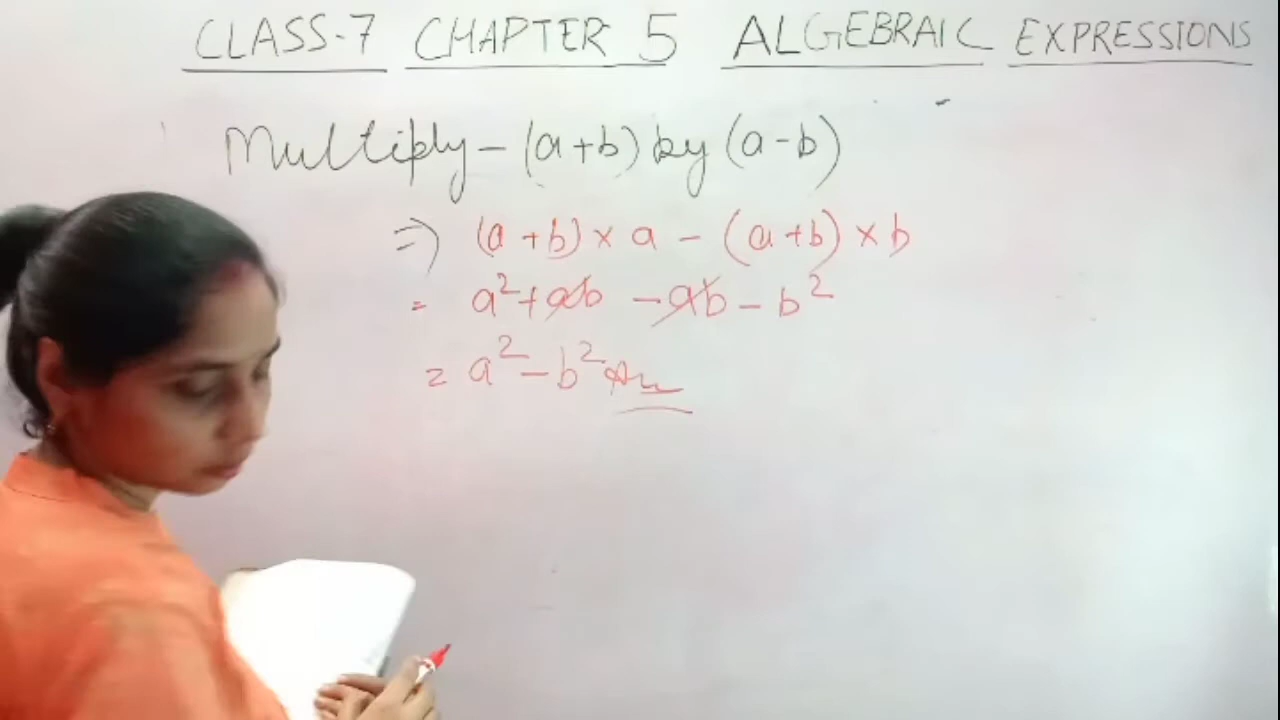 CLASS-7 CHAPTER 5 ALGEBRAIC EXPRESSIONS
Multiply - (a+b) by (a-b)
⇒ (a+b) × a - (a+b) × b
= a²+ab -ab - b²
= a²-b² Ans